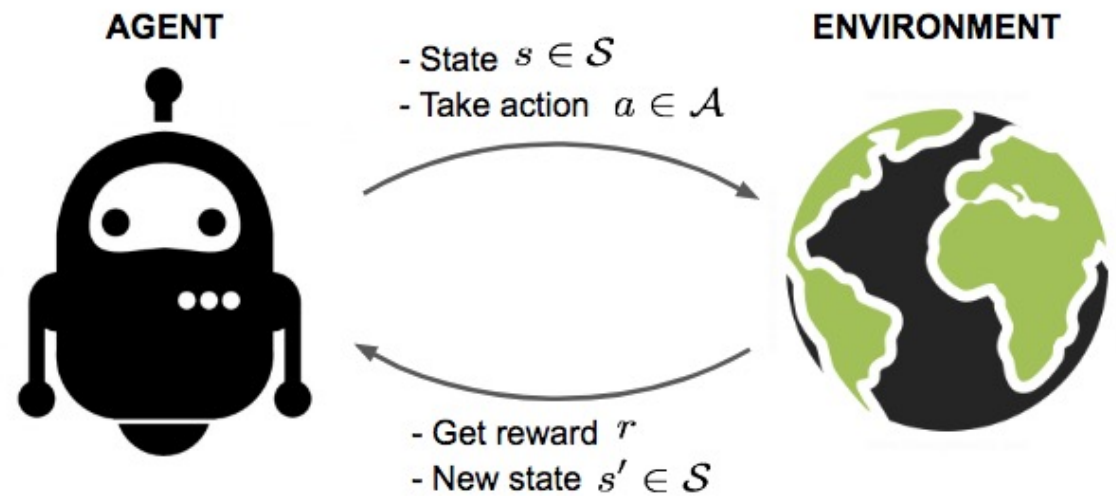 AGENT
ENVIRONMENT
- State s ∈ 𝒮
- Take action a ∈ 𝒜
- Get reward r
- New state s′ ∈ 𝒮